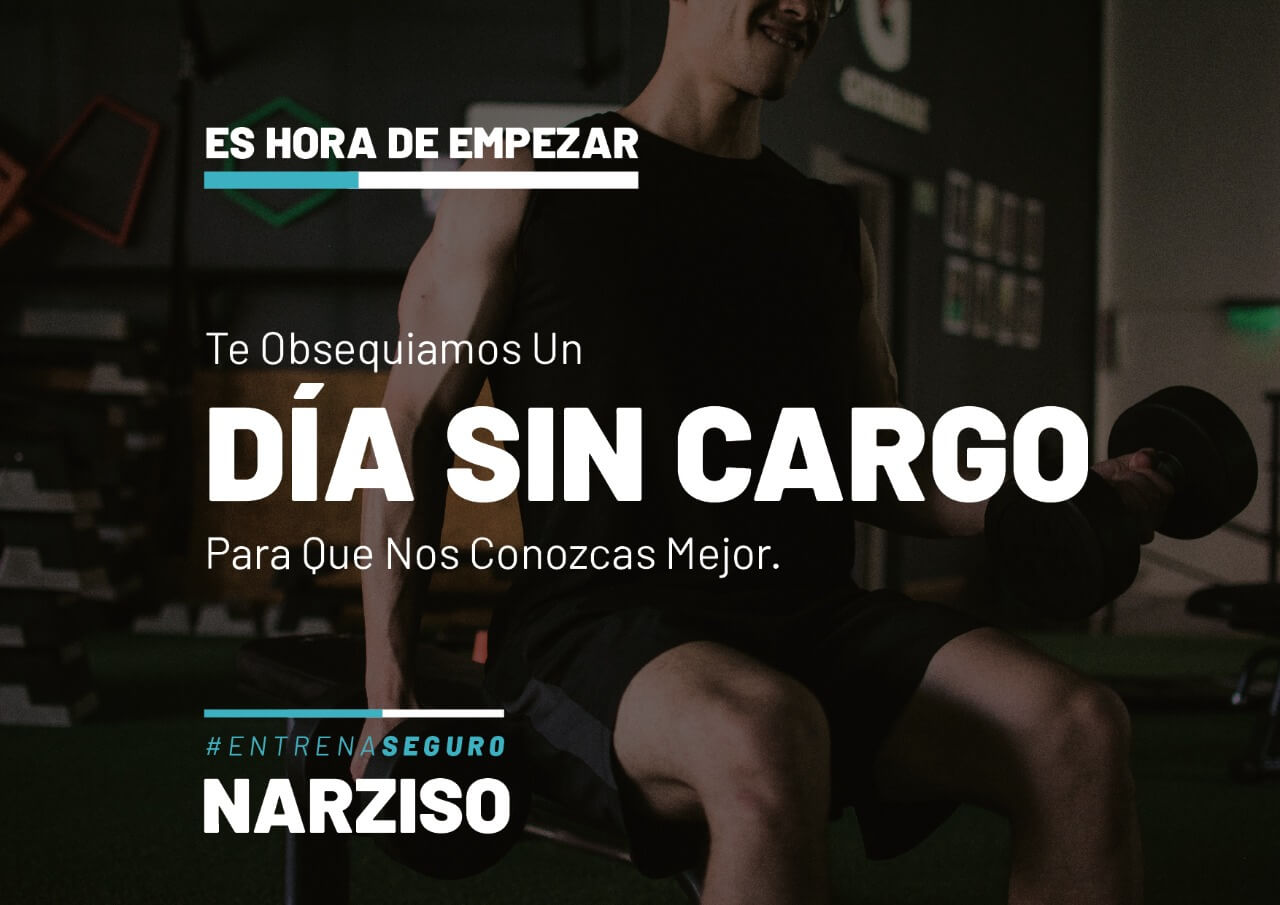 ES HORA DE EMPEZAR
Te Obsequiamos Un
DÍA SIN CARGO
Para Que Nos Conozcas Mejor.
#ENTRENASEGURO
NARZISO